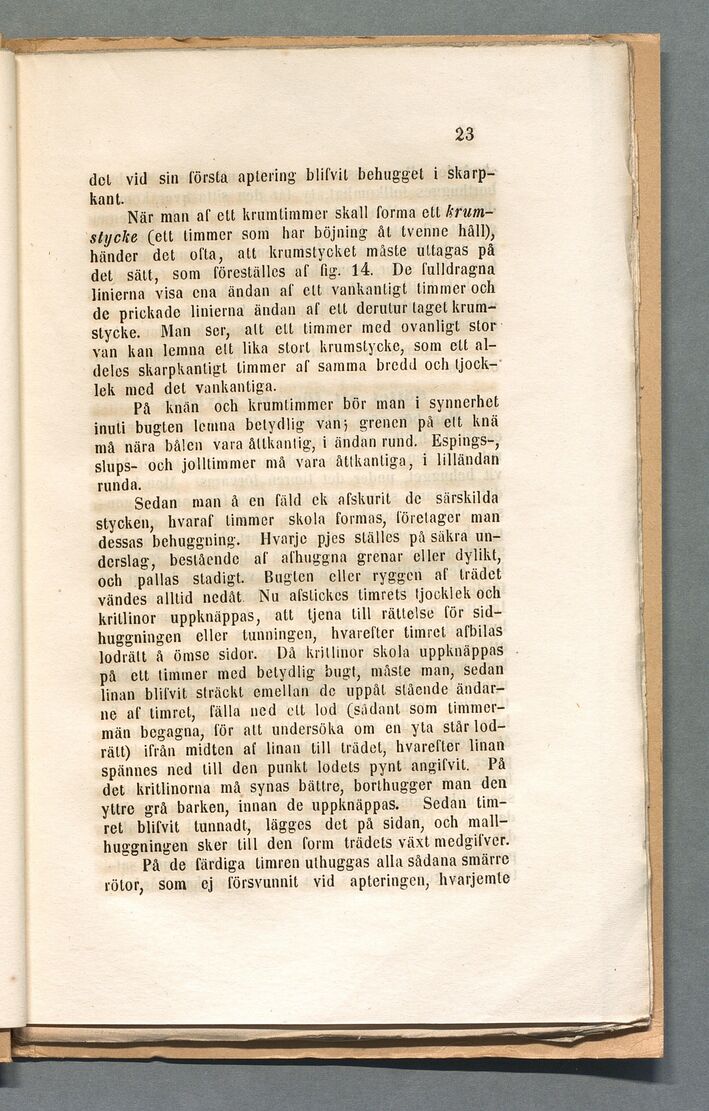 23
det vid sin första aptering blifvit behugget i skarp-
kant.
När man af ett krumtimmer skall forma ett krum-
stycke (ett timmer som har böjning åt tvenne håll),
händer det ofta, att krumstycket måste uttagas på
det sätt, som föreställes af fig. 14. De fulldragna
linierna visa ena ändan af ett vankantigt timmer och
de prickade linierna ändan af ett derutur taget krum-
stycke. Man ser, att ett timmer med ovanligt stor
van kan lemna ett lika stort krumstycke, som ett al-
deles skarpkantigt timmer af samma bredd och tjock-
lek med det vankantiga.
På knän och krumtimmer bör man i synnerhet
inuti bugten lemna betydlig van; grenen på ett knä
må nära bålen vara åttkantig, i ändan rund. Espings-,
slups- och jolltimmer må vara åttkantiga, i lilländan
runda.
Sedan man å en fäld ek afskurit de särskilda
stycken, hvaraf timmer skola formas, företager man
dessas behuggning. Hvarje pjes ställes på säkra un-
derslag, bestående af afhuggna grenar eller dylikt,
och pallas stadigt. Bugten eller ryggen af trädet
vändes alltid nedåt. Nu afstickes timrets tjocklek och
kritlinor uppknäppas, att tjena till rättelse för sid-
huggningen eller tunningen, hvarefter timret afbilas
lodrätt å ömse sidor. Då kritlinor skola uppknäppas
på ett timmer med betydlig bugt, måste man, sedan
linan blifvit sträckt emellan de uppåt stående ändar-
ne af timret, fälla ned ett lod (sådant som timmer-
män begagna, för att undersöka om en yta står lod-
rätt) ifrån midten af linan till trädet, hvarefter linan
spännes ned till den punkt lodets pynt angifvit. På
det kritlinorna må synas bättre, borthugger man den
yttre grå barken, innan de uppknäppas. Sedan tim-
ret blifvit tunnadt, lägges det på sidan, och mall-
huggningen sker till den form trädets växt medgifver.
På de färdiga timren uthuggas alla sådana smärre
rötor, som ej försvunnit vid apteringen, hvarjemte